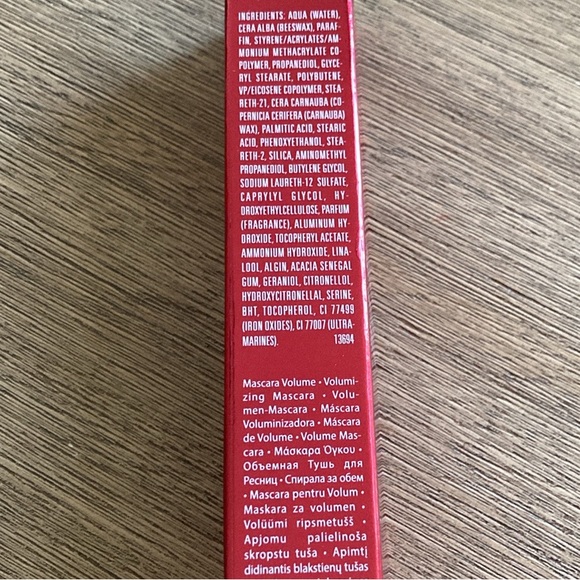 INGREDIENTS: AQUA (WATER),
CERA ALBA (BEESWAX), PARAF-
FIN, STYRENE/ACRYLATES/AM-
MONIUM METHACRYLATE CO-
POLYMER, PROPANEDIOL, GLYCE-
RYL STEARATE, POLYBUTENE,
VP/EICOSENE COPOLYMER, STEA-
RETH-21, CERA CARNAUBA (CO-
PERNICIA CERIFERA (CARNAUBA)
WAX), PALMITIC ACID, STEARIC
ACID, PHENOXYETHANOL, STEA-
RETH-2, SILICA, AMINOMETHYL
PROPANEDIOL, BUTYLENE GLYCOL,
SODIUM LAURETH-12 SULFATE,
CAPRYLYL GLYCOL, HY-
DROXYETHYLCELLULOSE, PARFUM
(FRAGRANCE), ALUMINUM HY-
DROXIDE, TOCOPHERYL ACETATE,
AMMONIUM HYDROXIDE, LINA-
LOOL, ALGIN, ACACIA SENEGAL
GUM, GERANIOL, CITRONELLOL,
HYDROXYCITRONELLAL, SERINE,
BHT, TOCOPHEROL, CI 77499
(IRON OXIDES), CI 77007 (ULTRA-
MARINES). 13694
Mascara Volume • Volumi-
zing Mascara • Volu-
men-Mascara • Máscara
Voluminizadora • Máscara
de Volume • Volume Mas-
cara • Μάσκαρα Όγκου •
Объемная Тушь для
Ресниц • Спирала за обем
• Mascara pentru Volum •
Maskara za volumen •
Volüümi ripsmetušš •
Apjomu palielinoša
skropstu tuša • Apimtį
didinantis blakstienų tušas